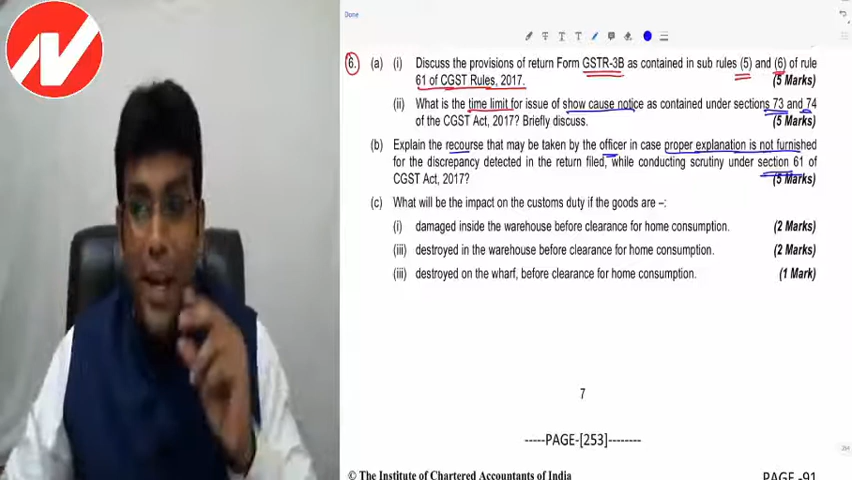 Done
6. (a) (i) Discuss the provisions of return Form GSTR-3B as contained in sub rules (5) and (6) of rule
61 of CGST Rules, 2017. (5 Marks)
(ii) What is the time limit for issue of show cause notice as contained under sections 73 and 74
of the CGST Act, 2017? Briefly discuss. (5 Marks)
(b) Explain the recourse that may be taken by the officer in case proper explanation is not furnished
for the discrepancy detected in the return filed, while conducting scrutiny under section 61 of
CGST Act, 2017? (5 Marks)
(c) What will be the impact on the customs duty if the goods are –:
(i) damaged inside the warehouse before clearance for home consumption. (2 Marks)
(iii) destroyed in the warehouse before clearance for home consumption. (2 Marks)
(iii) destroyed on the wharf, before clearance for home consumption. (1 Mark)
7
-----PAGE-[253]--------
© The Institute of Chartered Accountants of India PAGE -91